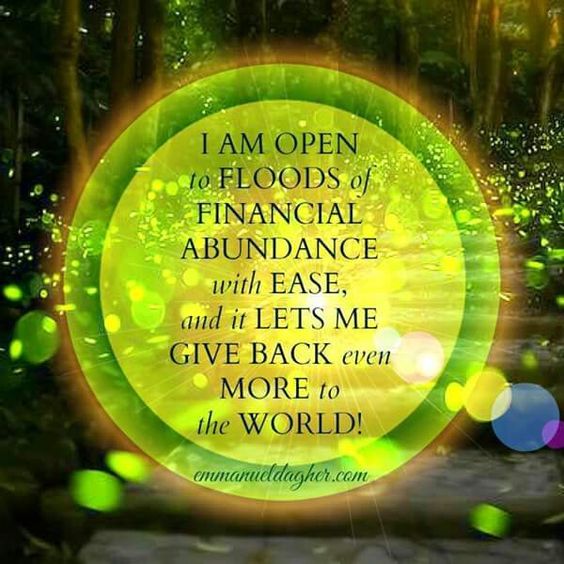 I AM OPEN
to FLOODS of
FINANCIAL
ABUNDANCE
with EASE,
and it LETS ME
GIVE BACK even
MORE to
the WORLD!
emmanueldagher.com